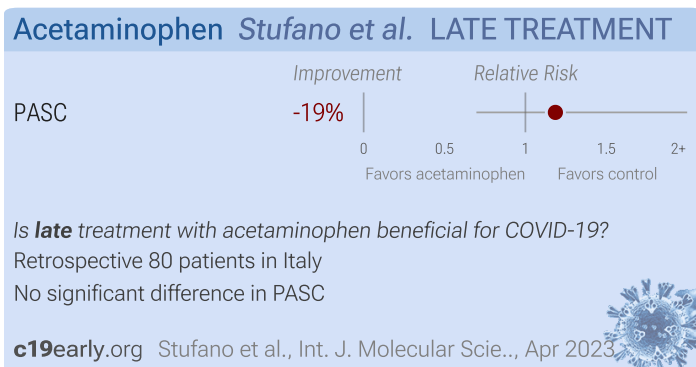 Acetaminophen Stufano et al. LATE TREATMENT
Improvement Relative Risk
PASC -19%
0 0.5 1 1.5 2+
Favors acetaminophen Favors control
Is late treatment with acetaminophen beneficial for COVID-19?
Retrospective 80 patients in Italy
No significant difference in PASC
c19early.org Stufano et al., Int. J. Molecular Scie.., Apr 2023